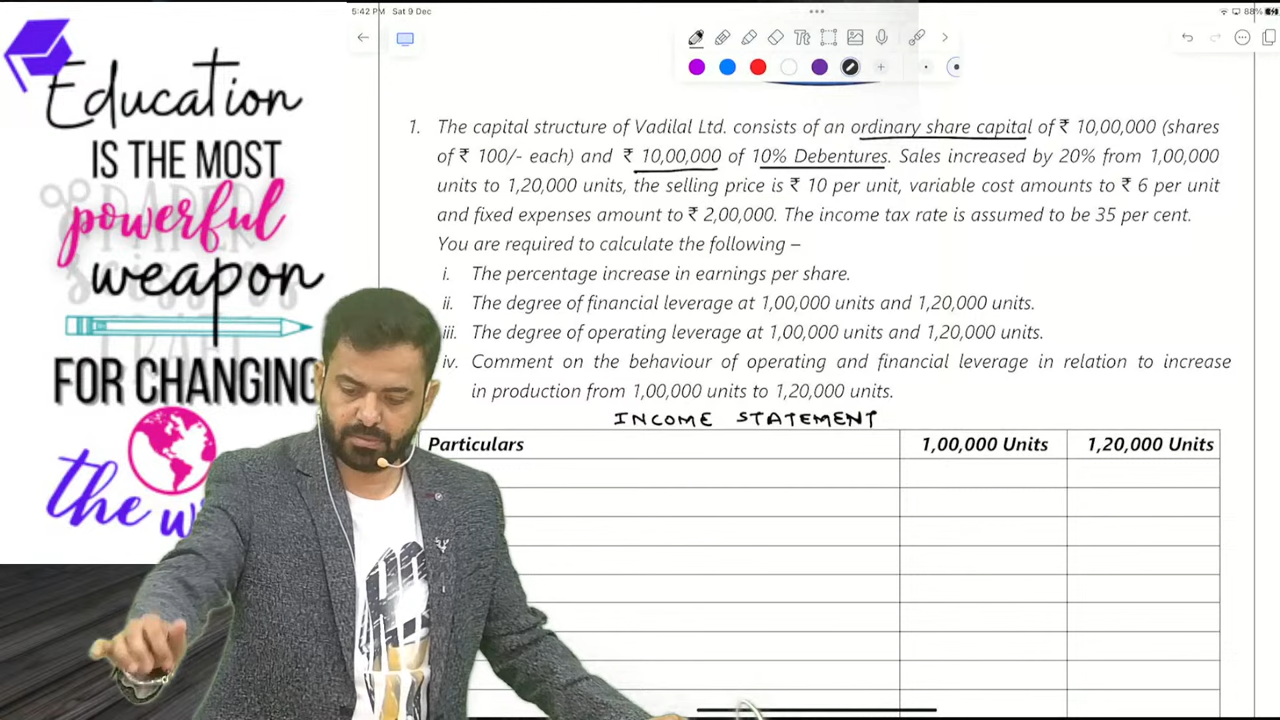 5:42 PM Sat 9 Dec
88%
Education
IS THE MOST
powerful
weapon
FOR CHANGING
the
Tt
1. The capital structure of Vadilal Ltd. consists of an ordinary share capital of ₹ 10,00,000 (shares
of ₹ 100/- each) and ₹ 10,00,000 of 10% Debentures. Sales increased by 20% from 1,00,000
units to 1,20,000 units, the selling price is ₹ 10 per unit, variable cost amounts to ₹ 6 per unit
and fixed expenses amount to ₹ 2,00,000. The income tax rate is assumed to be 35 per cent.
You are required to calculate the following –
i. The percentage increase in earnings per share.
ii. The degree of financial leverage at 1,00,000 units and 1,20,000 units.
iii. The degree of operating leverage at 1,00,000 units and 1,20,000 units.
iv. Comment on the behaviour of operating and financial leverage in relation to increase
in production from 1,00,000 units to 1,20,000 units.
INCOME STATEMENT
Particulars 1,00,000 Units 1,20,000 Units